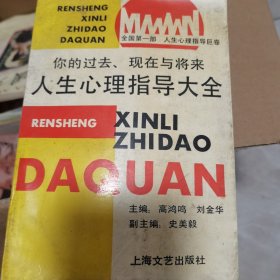 RENSHENG
XINLI
ZHIDAO
DAQUAN
全国第一部 人生心理指导巨卷
你的过去、现在与将来
人生心理指导大全
RENSHENG
XINLI
ZHIDAO
DAQUAN
主编：高鸿鸣 刘金华
副主编：史美毅
上海文艺出版社